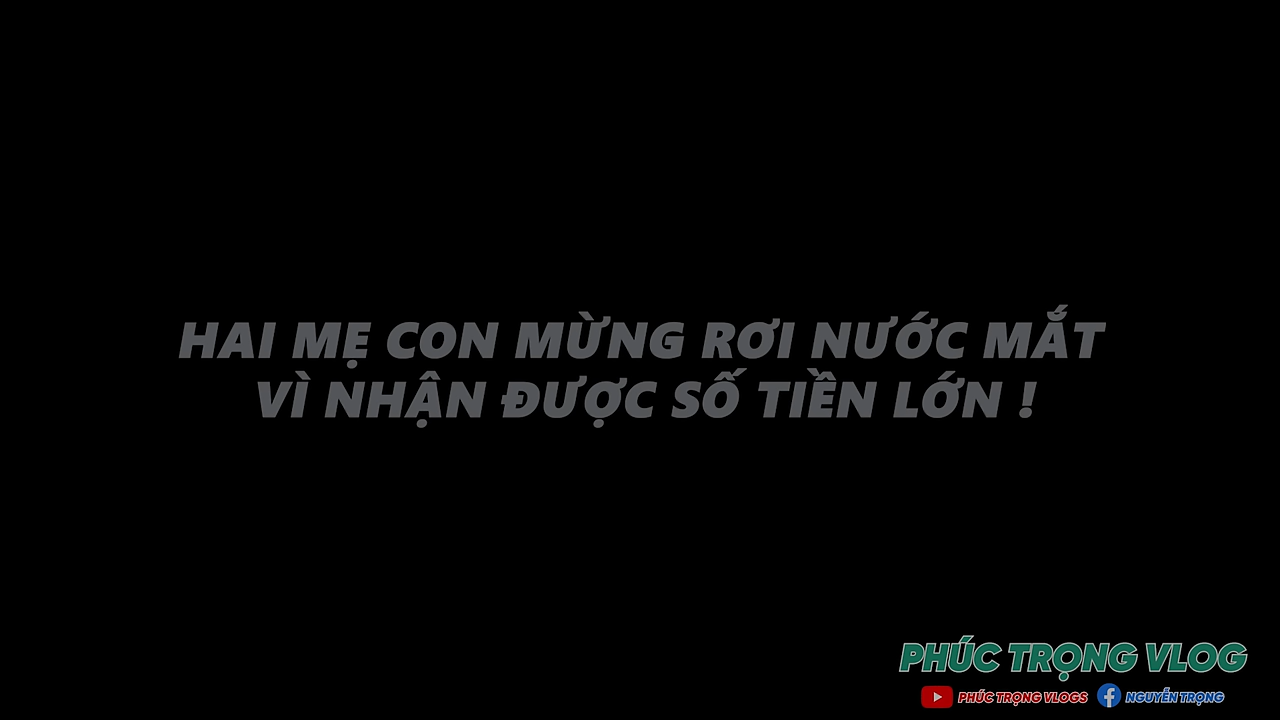 HAI MẸ CON MỪNG RƠI NƯỚC MẮT
VÌ NHẬN ĐƯỢC SỐ TIỀN LỚN !
PHÚC TRỌNG VLOG
PHÚC TRỌNG VLOGS NGUYỄN TRỌNG